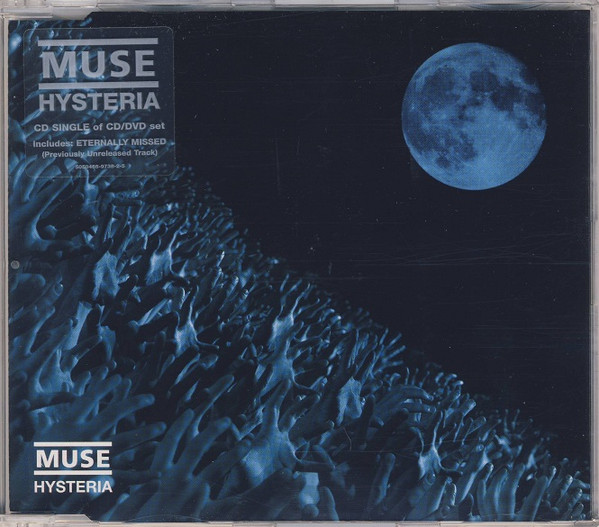 MUSE
HYSTERIA
CD SINGLE of CD/DVD set
includes: ETERNALLY MISSED
(Previously Unreleased Track)
MUSE
HYSTERIA